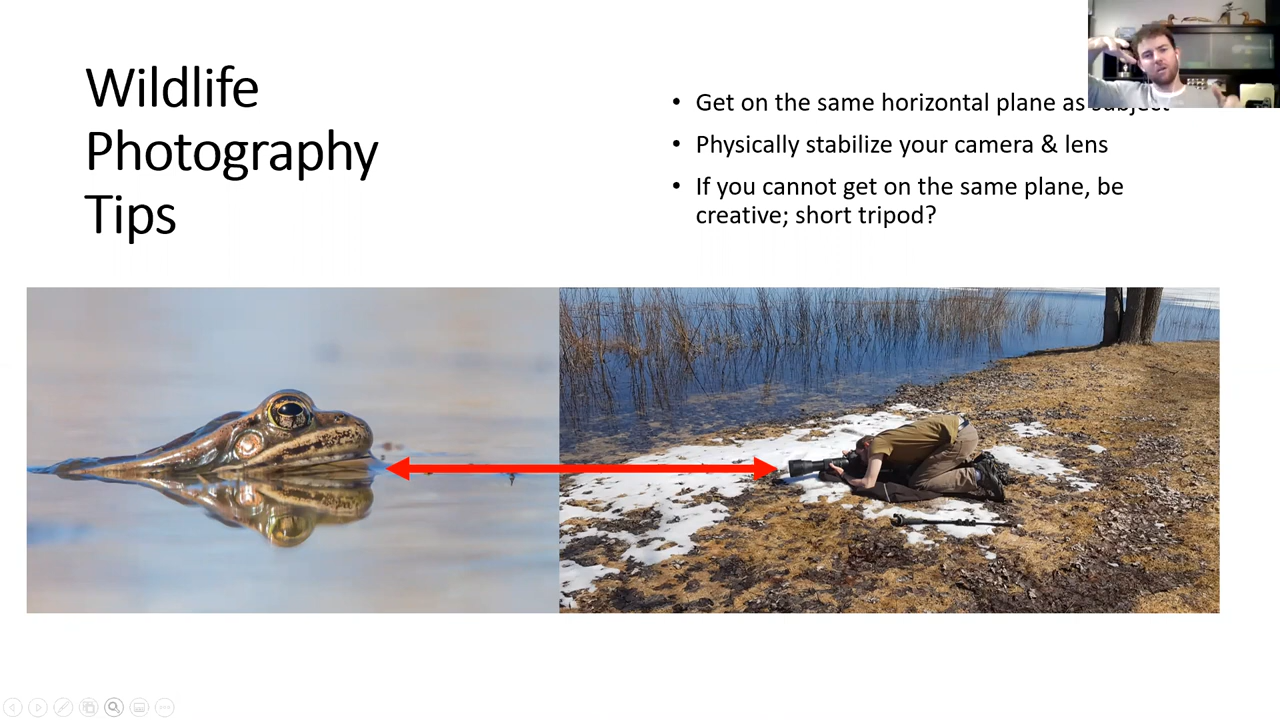 Wildlife
Photography
Tips
• Get on the same horizontal plane as
• Physically stabilize your camera & lens
• If you cannot get on the same plane, be
creative; short tripod?